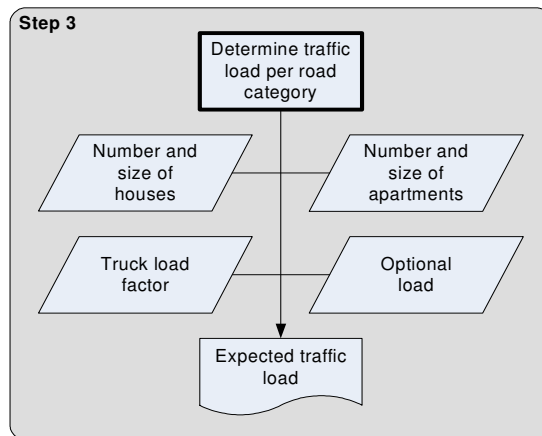 Step 3
Determine traffic
load per road
category
Number and
size of
houses
Number and
size of
apartments
Truck load
factor
Optional
load
Expected traffic
load